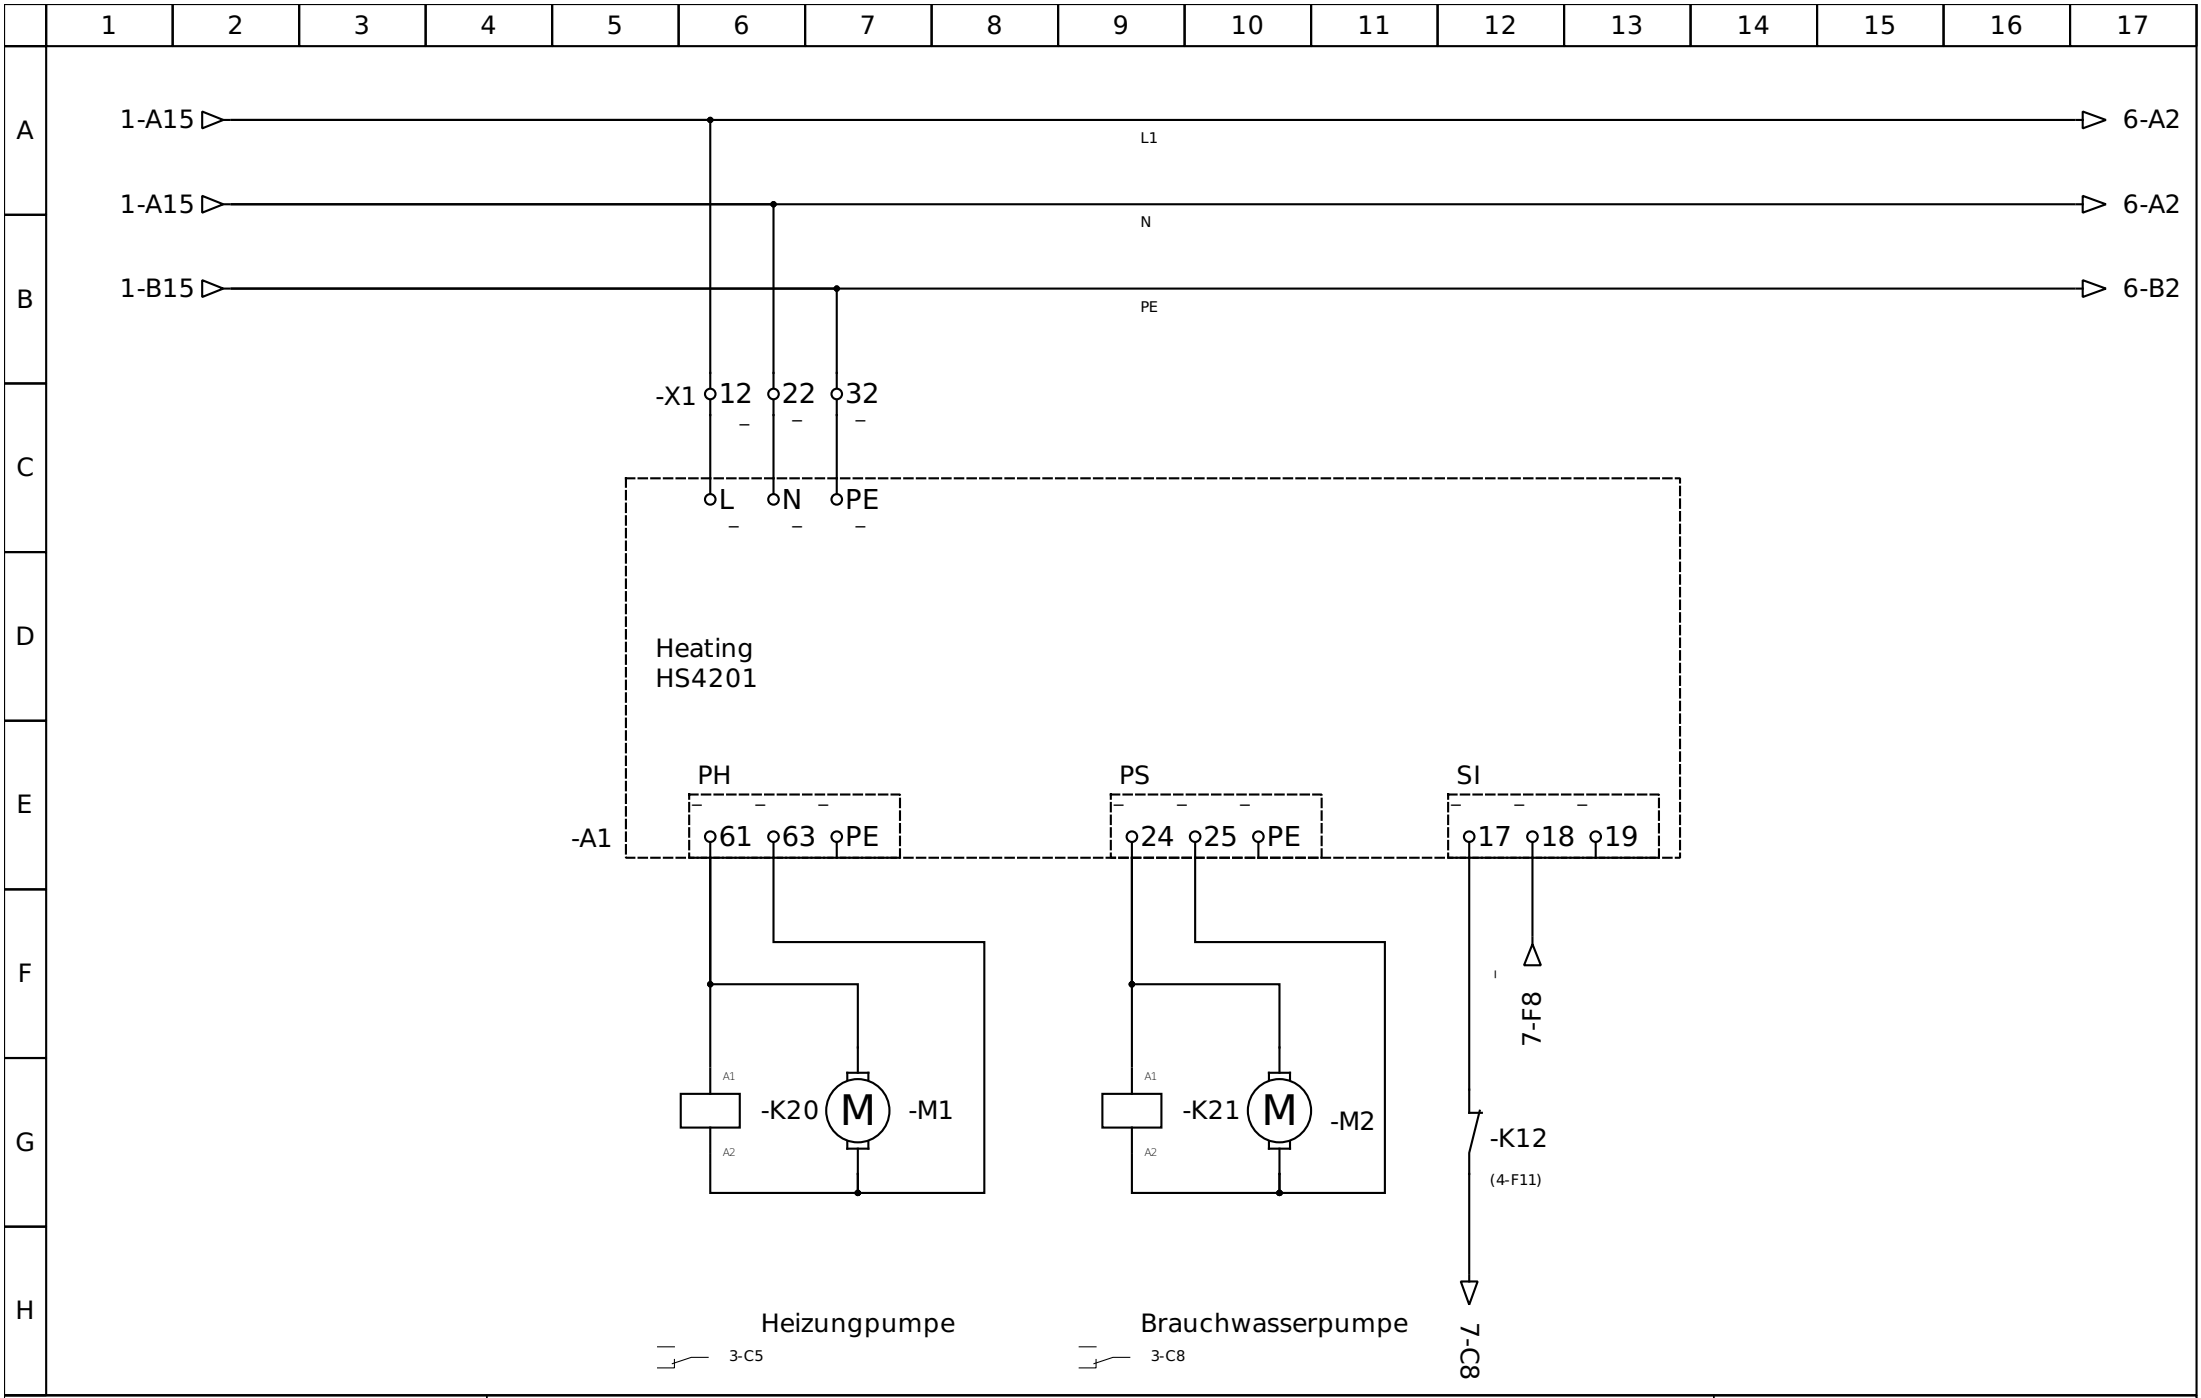 1 2 3 4 5 6 7 8 9 10 11 12 13 14 15 16 17
A
1-A15 6-A2
L1
1-A15 6-A2
N
B
1-B15 6-B2
PE
-X1 12 22 32
C
L N PE
D
Heating
HS4201
PH PS SI
E
-A1 61 63 PE 24 25 PE 17 18 19
F
7-F8
A1 A1
G
-K20 M -M1 -K21 M -M2 -K12
A2 A2
(4-F11)
H
Heizungpumpe Brauchwasserpumpe
3-C5 3-C8 7-C8